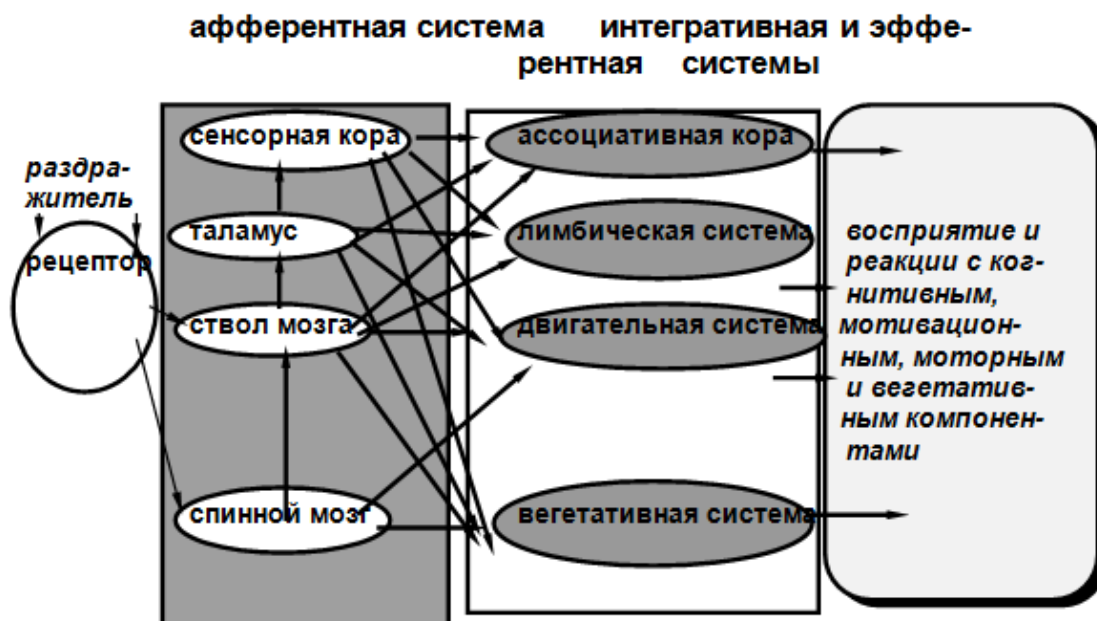 афферентная система интегративная и эффе-
рентная системы
раздра-
житель
рецептор
сенсорная кора
таламус
ствол мозга
спинной мозг
ассоциативная кора
лимбическая система
двигательная система
вегетативная система
восприятие и
реакции с ког-
нитивным,
мотивацион-
ным, моторным
и вегетатив-
ным компонен-
тами